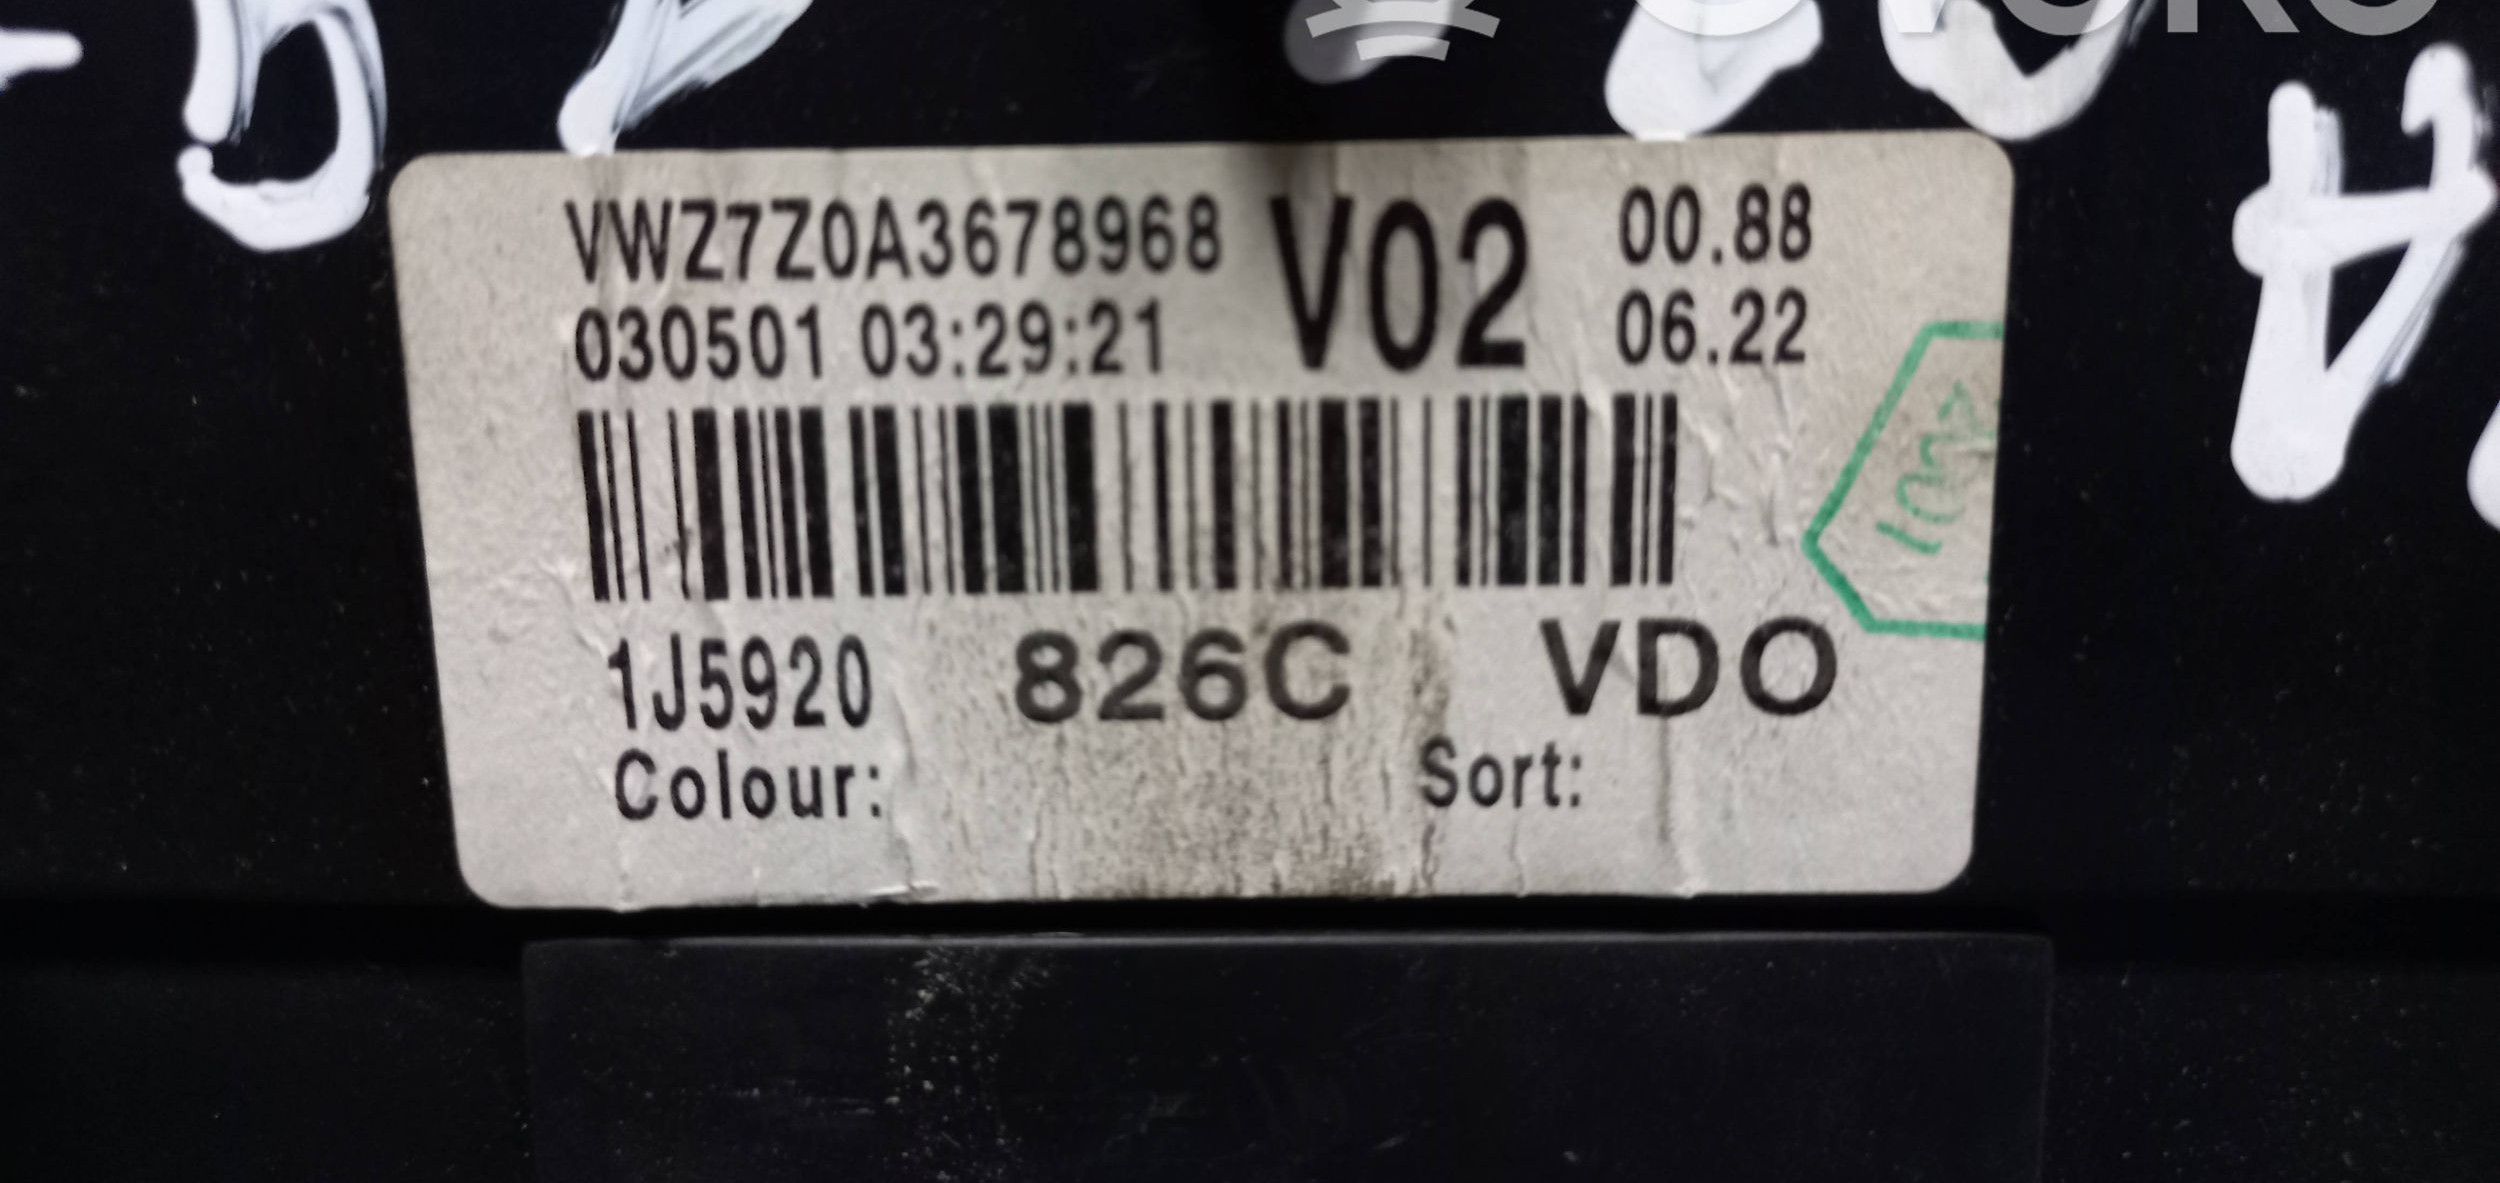 VWZ7Z0A3678968 V02 00.88
030501 03:29:21 06.22
1J5920 826C VDO
Colour: Sort: